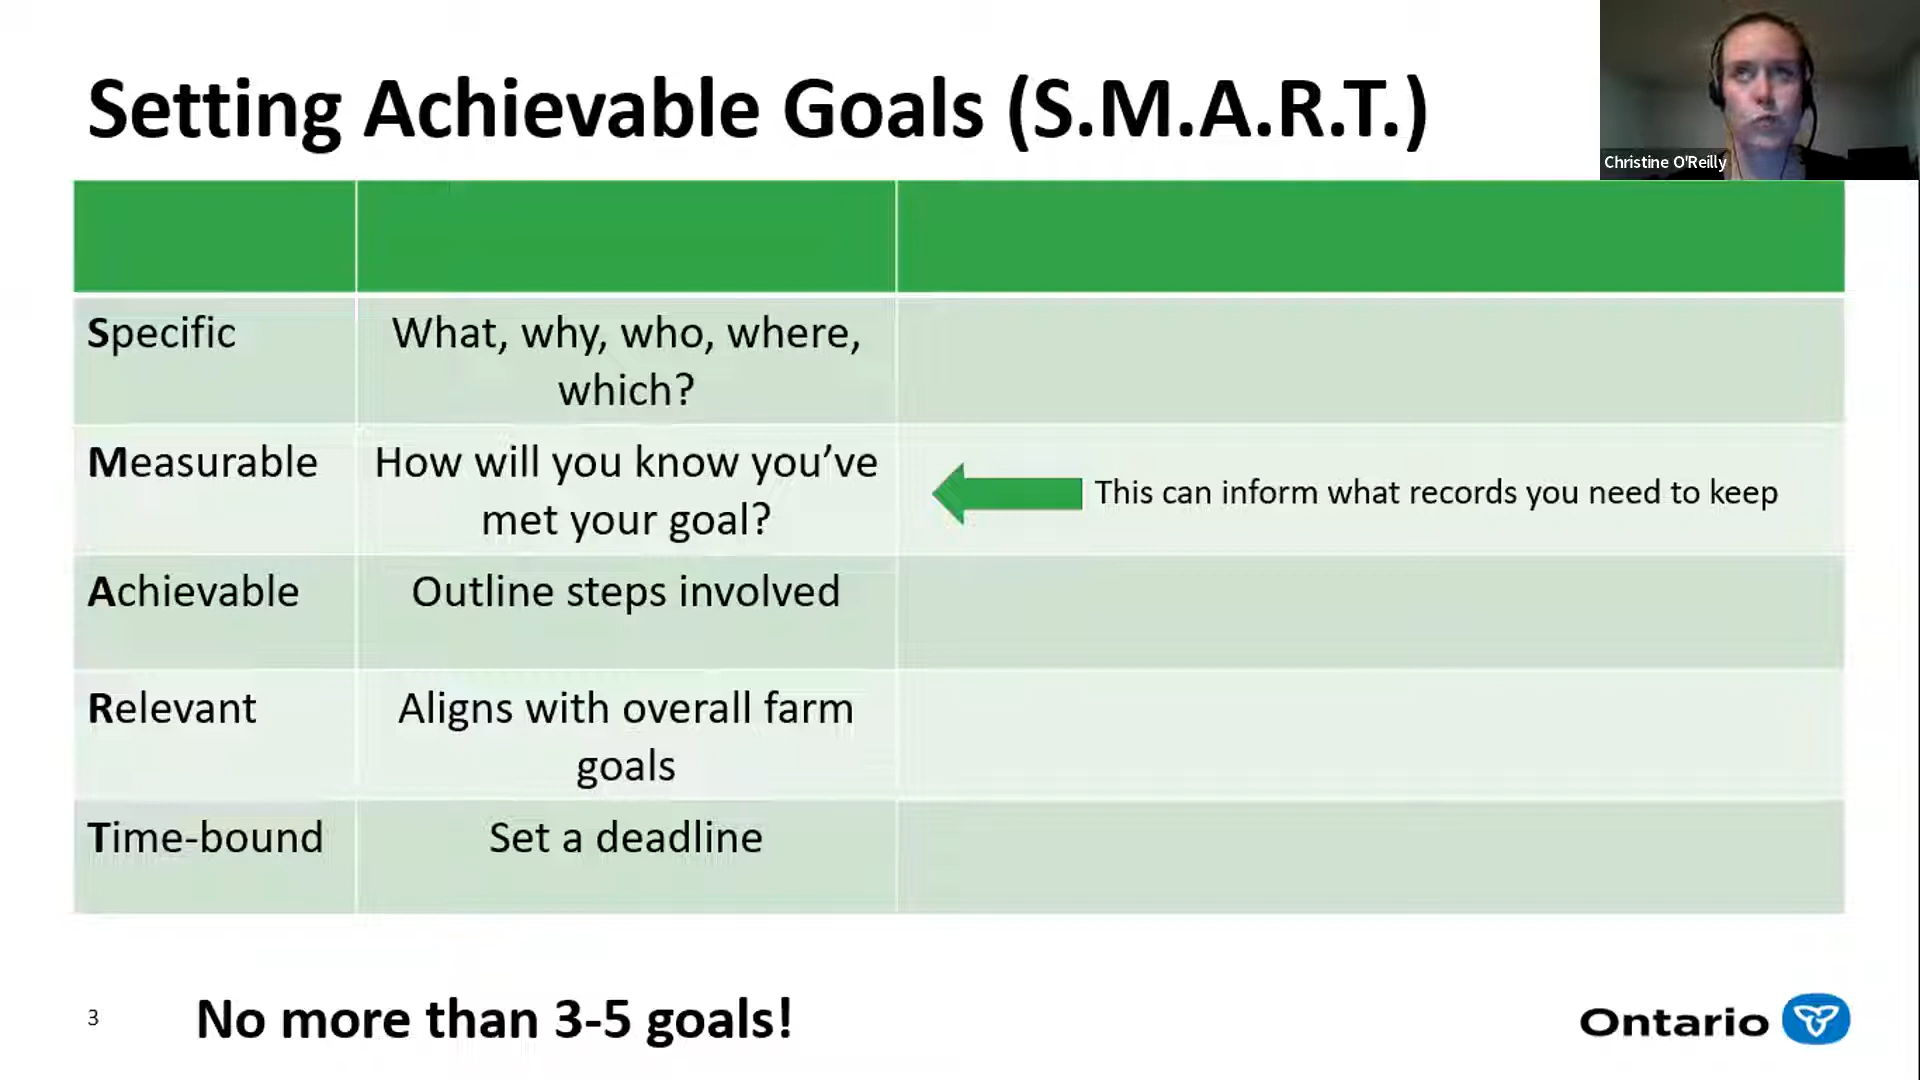 Setting Achievable Goals (S.M.A.R.T.)
Christine O'Reilly
Specific
What, why, who, where,
which?
Measurable
How will you know you’ve
met your goal?
This can inform what records you need to keep
Achievable
Outline steps involved
Relevant
Aligns with overall farm
goals
Time-bound
Set a deadline
3
No more than 3-5 goals!
Ontario